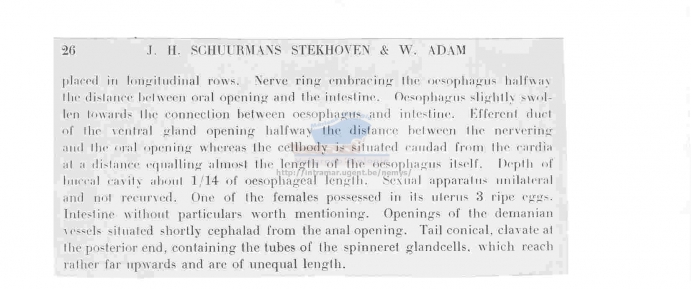 26 J. H. SCHUURMANS STEKHOVEN & W. ADAM
placed in longitudinal rows. Nerve ring embracing the oesophagus halfway
the distance between oral opening and the intestine. Oesophagus slightly swol-
len towards the connection between oesophagus and intestine. Efferent duct
of the ventral gland opening halfway the distance between the nervering
and the oral opening whereas the cellbody is situated caudad from the cardia
at a distance equalling almost the length of the oesophagus itself. Depth of
http://intramar.ugent.be/nemys/
buccal cavity about 1/14 of oesophageal length. Sexual apparatus unilateral
and not recurved. One of the females possessed in its uterus 3 ripe eggs.
Intestine without particulars worth mentioning. Openings of the demanian
vessels situated shortly cephalad from the anal opening. Tail conical, clavate at
the posterior end, containing the tubes of the spinneret glandcells, which reach
rather far upwards and are of unequal length.